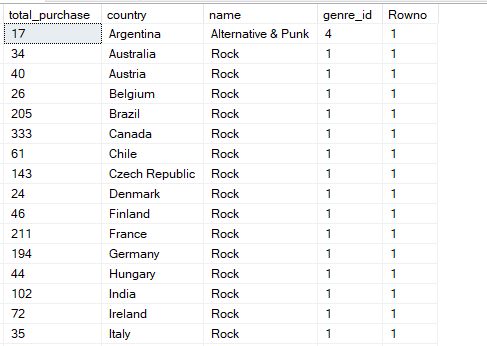 total_purchase country name genre_id Rowno
17 Argentina Alternative & Punk 4 1
34 Australia Rock 1 1
40 Austria Rock 1 1
26 Belgium Rock 1 1
205 Brazil Rock 1 1
333 Canada Rock 1 1
61 Chile Rock 1 1
143 Czech Republic Rock 1 1
24 Denmark Rock 1 1
46 Finland Rock 1 1
211 France Rock 1 1
194 Germany Rock 1 1
44 Hungary Rock 1 1
102 India Rock 1 1
72 Ireland Rock 1 1
35 Italy Rock 1 1